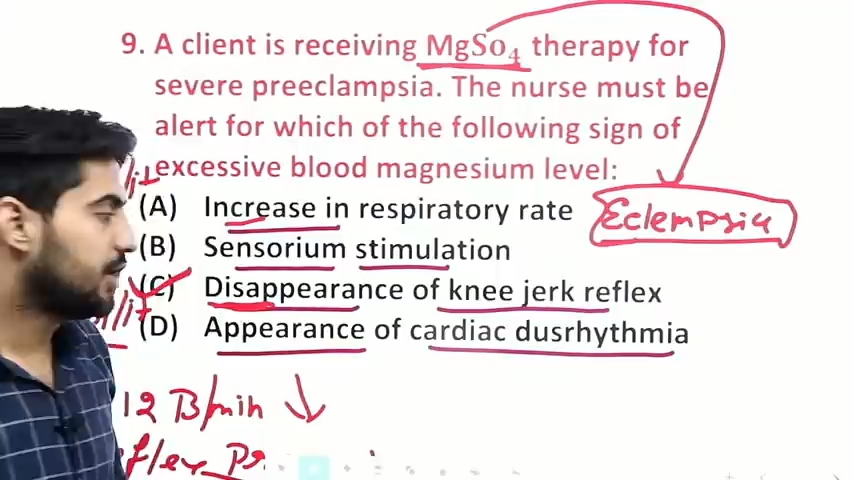 9. A client is receiving MgSo₄ therapy for
severe preeclampsia. The nurse must be
alert for which of the following sign of
excessive blood magnesium level:
(A) Increase in respiratory rate
Eclempsia
(B) Sensorium stimulation
(C) Disappearance of knee jerk reflex
(D) Appearance of cardiac dusrhythmia
12 B/min ↓